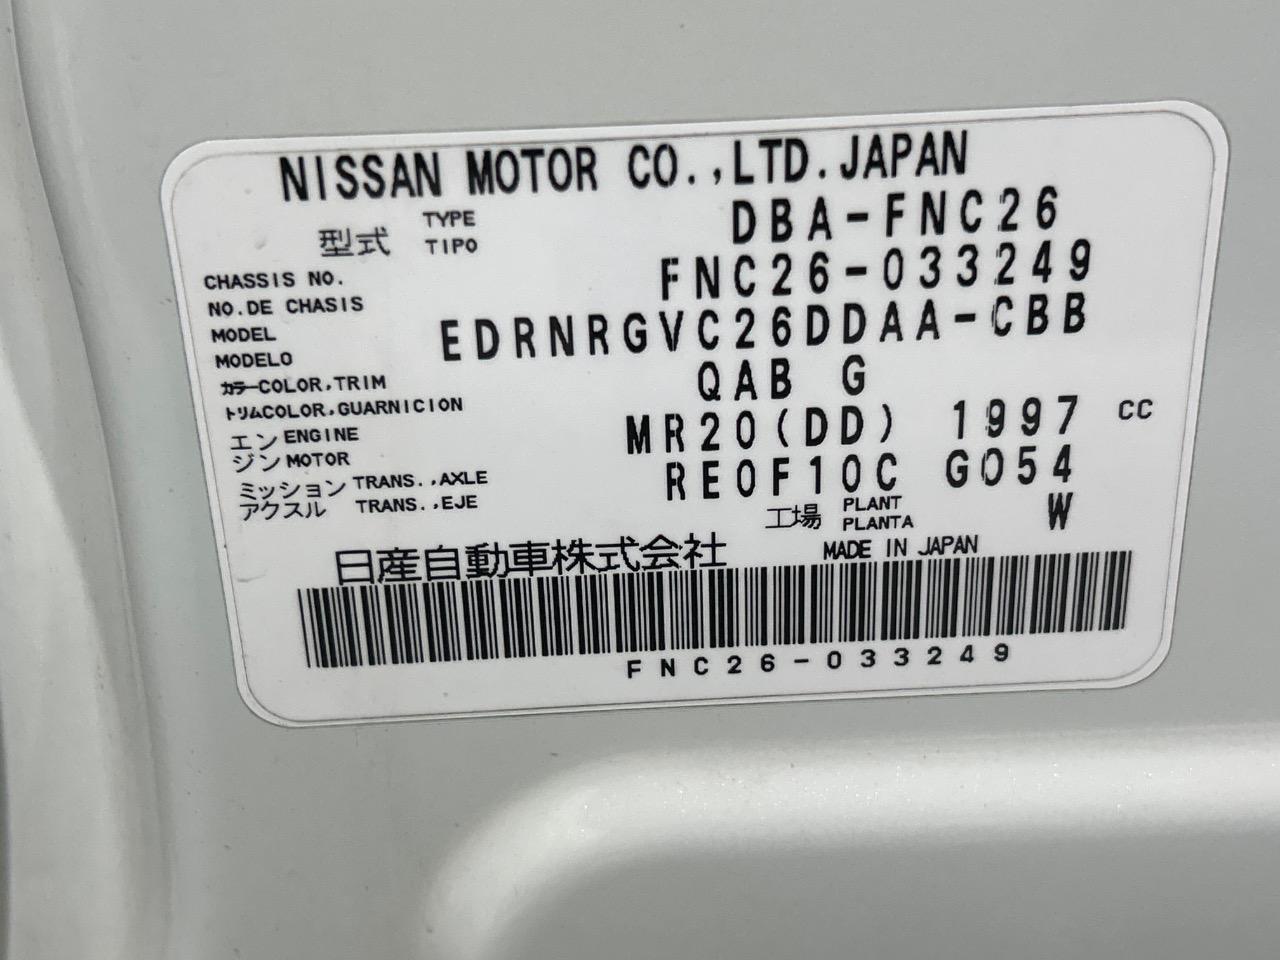 NISSAN MOTOR CO.,LTD.JAPAN
型式 TYPE TIPO DBA-FNC26
CHASSIS NO. NO.DE CHASIS FNC26-033249
MODEL MODELO EDRNRGVC26DDAA-CBB
カラーCOLOR,TRIM QAB G
トリムCOLOR,GUARNICION
エンジン ENGINE MOTOR MR20(DD) 1997 CC
ミッション TRANS.,AXLE RE0F10C G054
アクスル TRANS.,EJE
工場 PLANT PLANTA W
日産自動車株式会社 MADE IN JAPAN
FNC26-033249